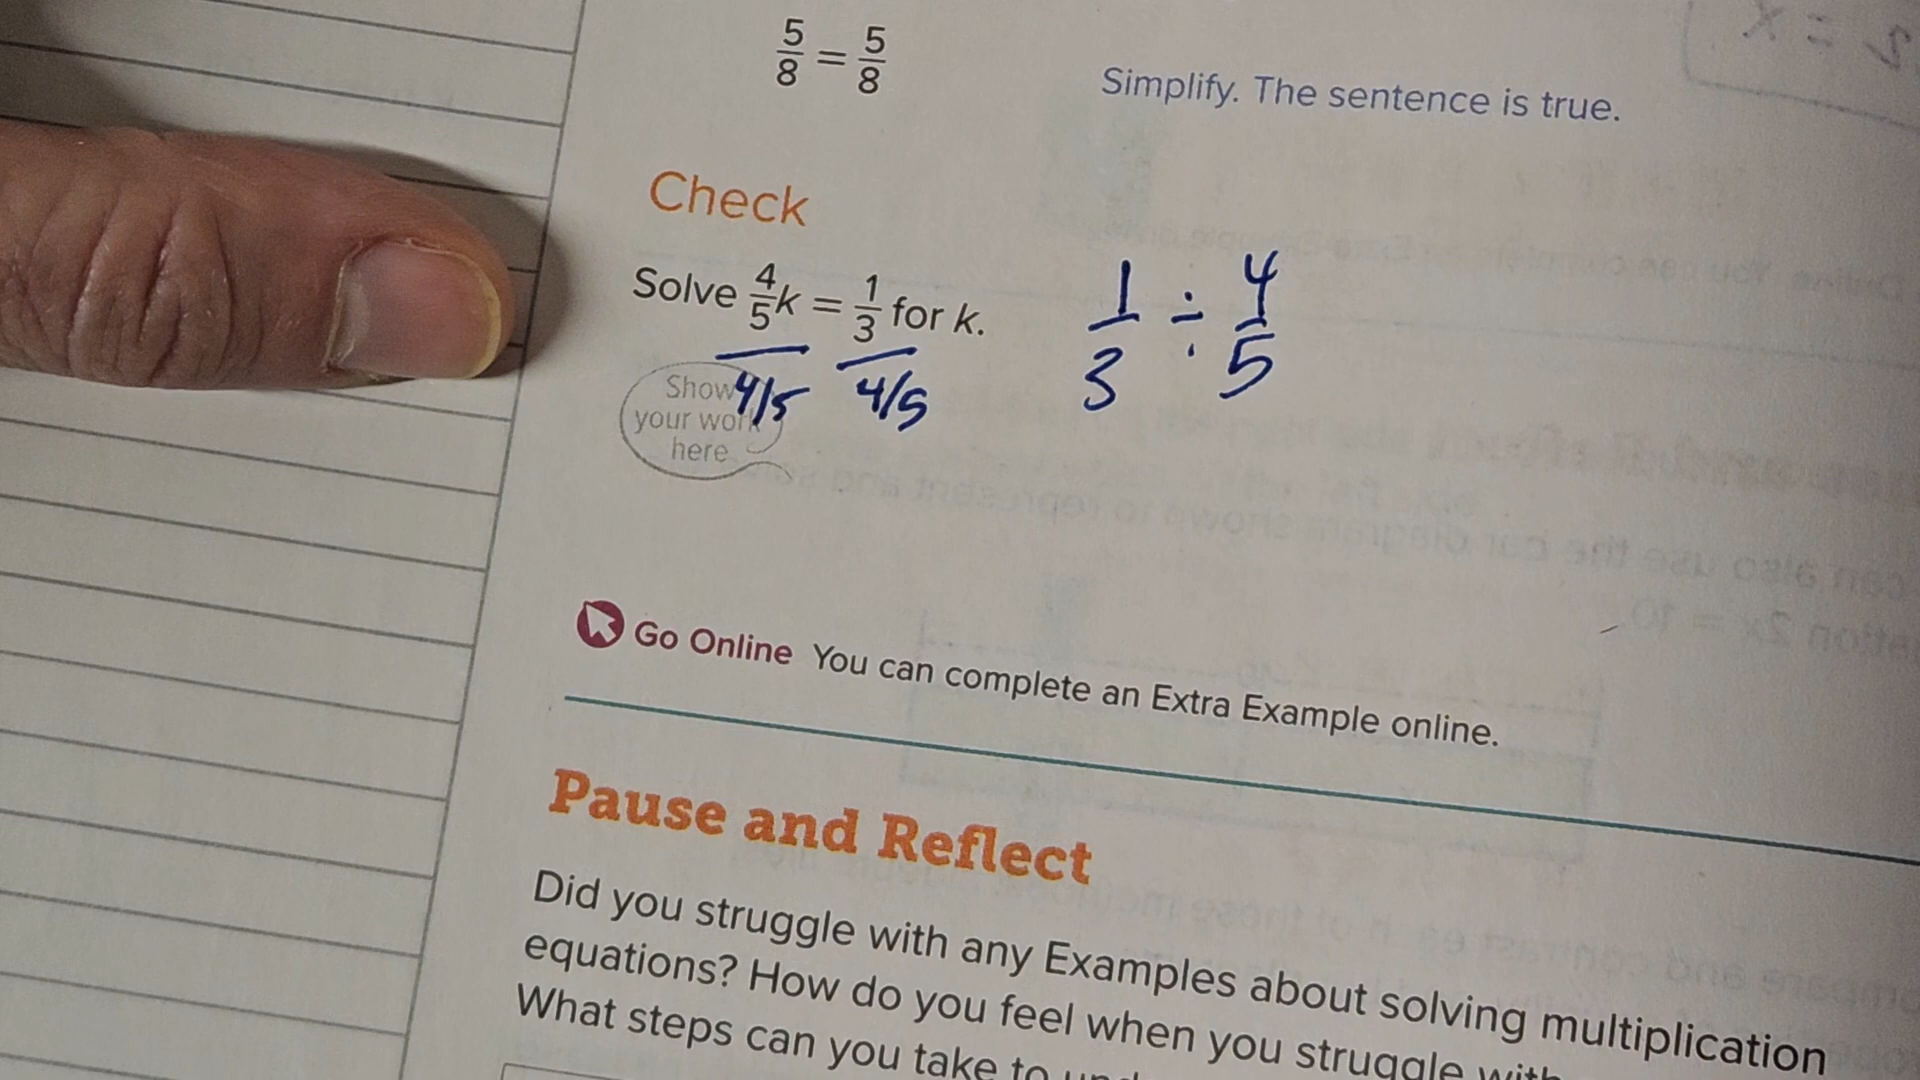 5/8 = 5/8
Simplify. The sentence is true.
Check
Solve 4/5 k = 1/3 for k.
1/3 ÷ 4/5
4/5 4/5
Show
your work
here
Go Online You can complete an Extra Example online.
Pause and Reflect
Did you struggle with any Examples about solving multiplication
equations? How do you feel when you struggle with
What steps can you take to